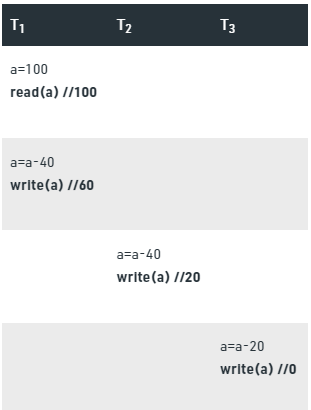 T1 T2 T3
a=100
read(a) //100
a=a-40
write(a) //60
a=a-40
write(a) //20
a=a-20
write(a) //0